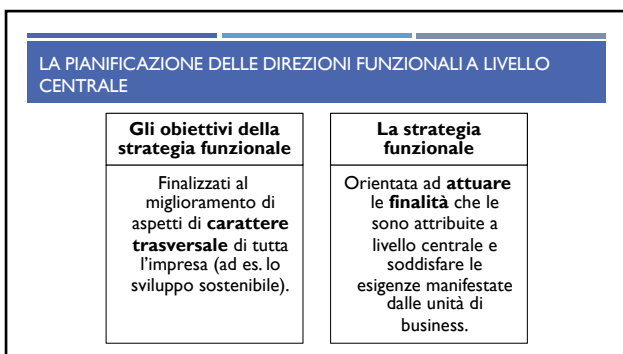 LA PIANIFICAZIONE DELLE DIREZIONI FUNZIONALI A LIVELLO
CENTRALE
Gli obiettivi della
strategia funzionale
Finalizzati al
miglioramento di
aspetti di carattere
trasversale di tutta
l'impresa (ad es. lo
sviluppo sostenibile).
La strategia
funzionale
Orientata ad attuare
le finalità che le
sono attribuite a
livello centrale e
soddisfare le
esigenze manifestate
dalle unità di
business.